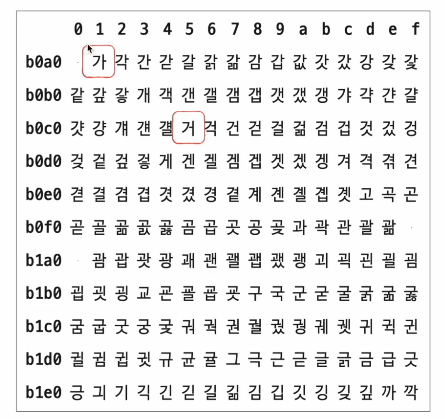 0 1 2 3 4 5 6 7 8 9 a b c d e f
b0a0 가 각 간 갇 갈 갉 갊 감 갑 값 갓 갔 강 갖 갗
b0b0 같 갚 갛 개 객 갠 갤 갬 갭 갯 갰 갱 갸 갹 갼 걀
b0c0 걋 걍 걔 걘 걜 거 걱 건 걷 걸 걺 검 겁 것 겄 겅
b0d0 겆 겉 겊 겋 게 겐 겔 겜 겝 겟 겠 겡 겨 격 겪 견
b0e0 겯 결 겸 겹 겻 겼 경 곁 계 곈 곌 곕 곗 고 곡 곤
b0f0 곧 골 곪 곬 곯 곰 곱 곳 공 곶 과 곽 관 괄 괆
b1a0 괌 괍 괏 광 괘 괜 괠 괩 괬 괭 괴 괵 괸 괼 굄
b1b0 굅 굇 굉 교 굔 굘 굡 굣 구 국 군 굳 굴 굵 굶 굻
b1c0 굼 굽 굿 궁 궂 궈 궉 권 궐 궜 궝 궤 궷 귀 귁 귄
b1d0 귈 귐 귑 귓 규 균 귤 그 극 근 귿 글 긁 금 급 긋
b1e0 긍 긔 기 긱 긴 긷 길 긺 김 깁 깃 깅 깆 깊 까 깍